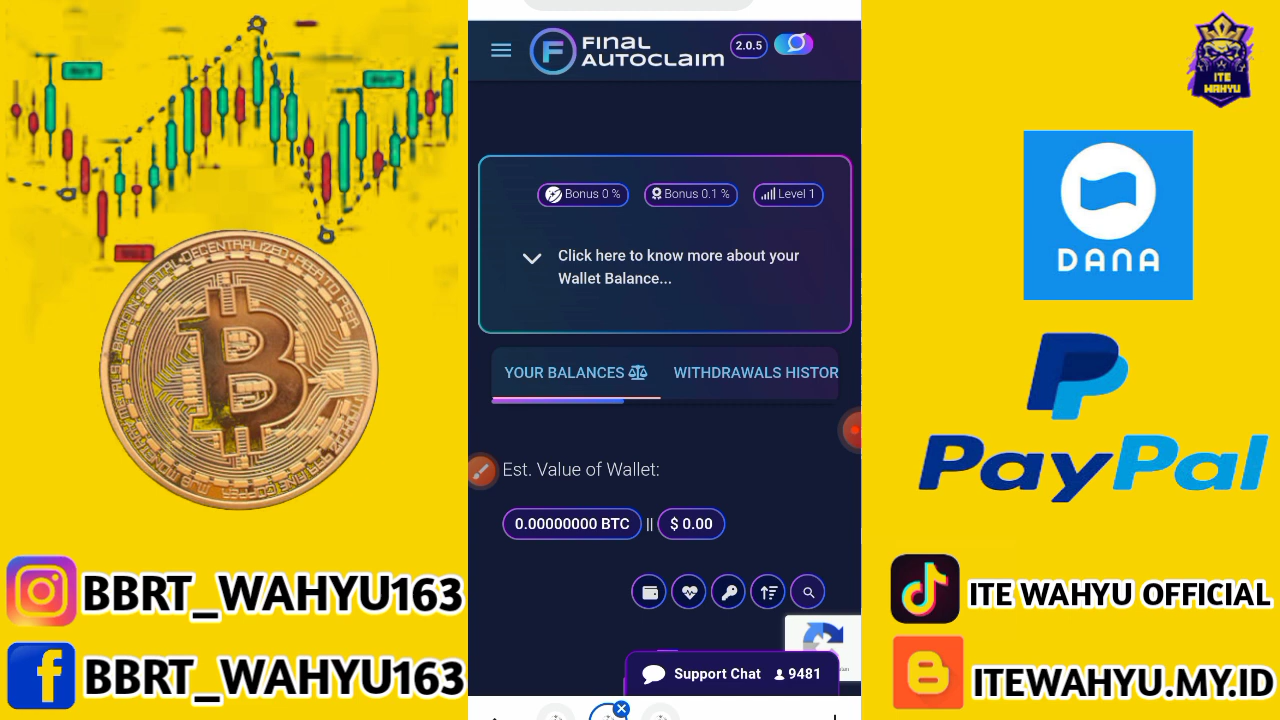 BUY
BUY
FINAL
AUTOCLAIM
2.0.5
Bonus 0 %
Bonus 0.1 %
Level 1
Click here to know more about your
Wallet Balance...
YOUR BALANCES
WITHDRAWALS HISTOR
Est. Value of Wallet:
0.00000000 BTC || $ 0.00
Support Chat 9481
ITE
WAHYU
DANA
PayPal
BBRT_WAHYU163
BBRT_WAHYU163
ITE WAHYU OFFICIAL
ITEWAHYU.MY.ID